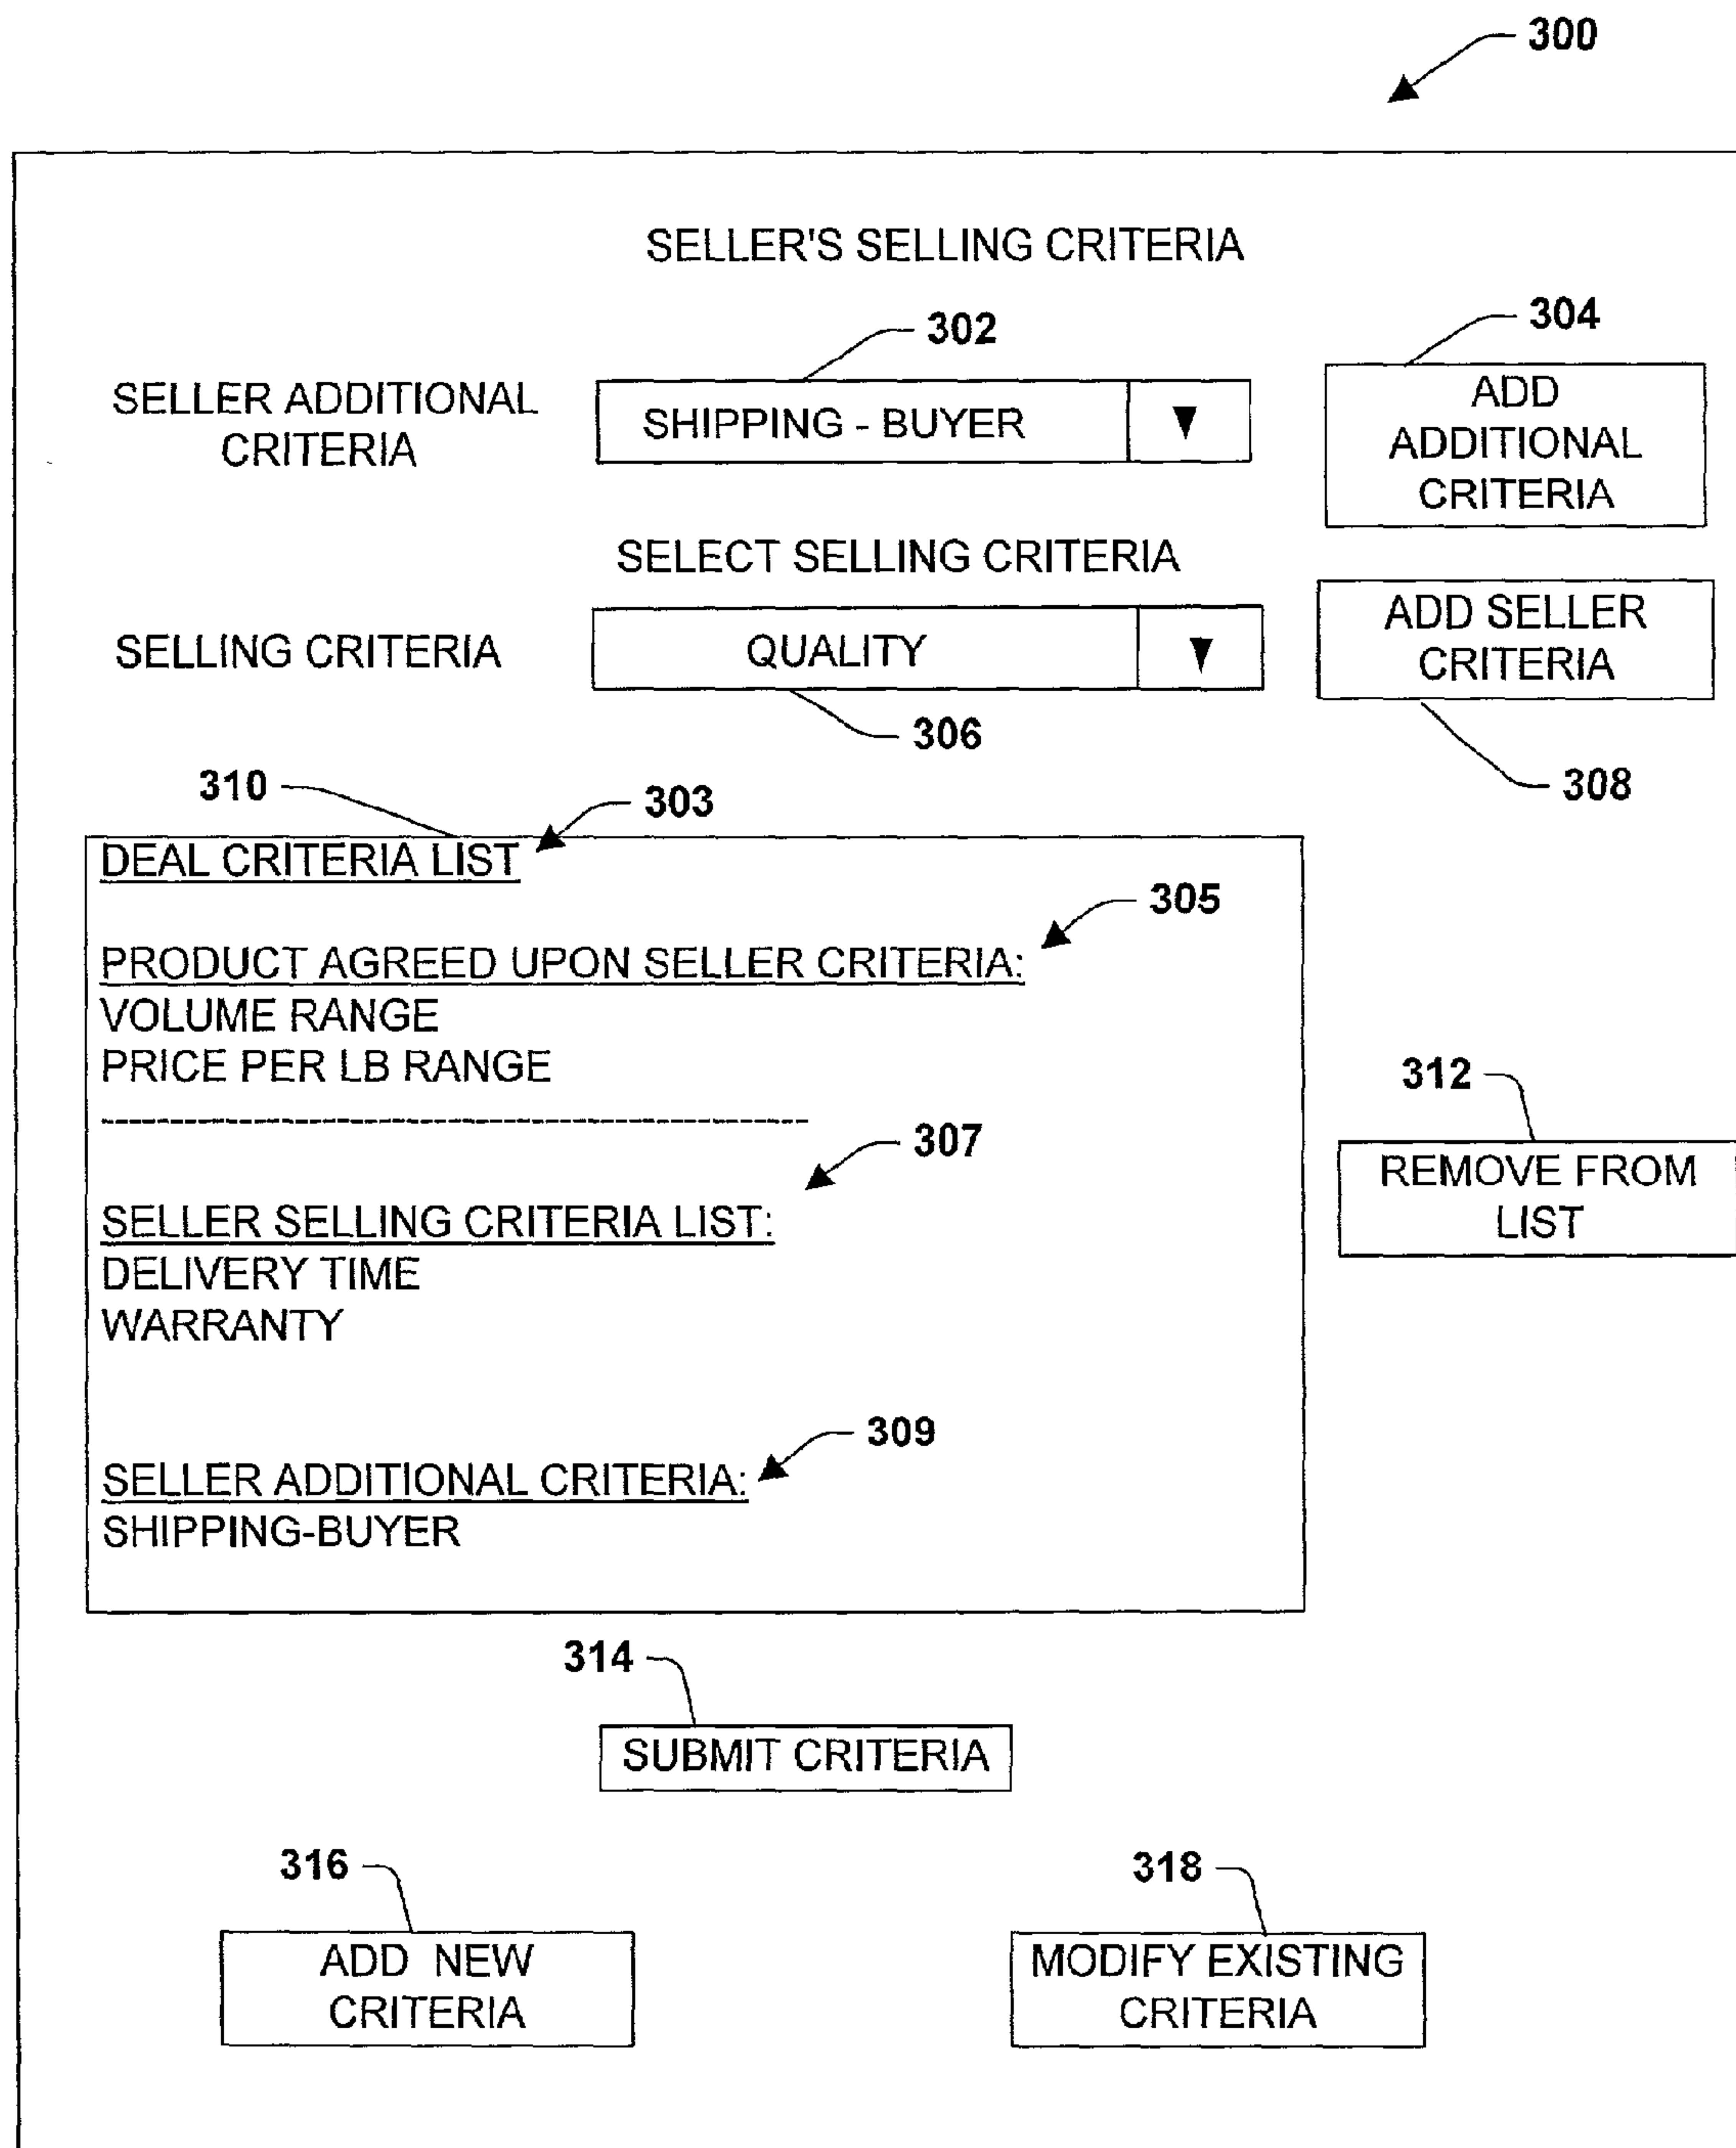 300
SELLER'S SELLING CRITERIA
302
304
SELLER ADDITIONAL
CRITERIA
SHIPPING - BUYER
ADD
ADDITIONAL
CRITERIA
SELECT SELLING CRITERIA
SELLING CRITERIA
QUALITY
ADD SELLER
CRITERIA
306
308
310
303
DEAL CRITERIA LIST
305
PRODUCT AGREED UPON SELLER CRITERIA:
VOLUME RANGE
PRICE PER LB RANGE
312
307
REMOVE FROM
LIST
SELLER SELLING CRITERIA LIST:
DELIVERY TIME
WARRANTY
309
SELLER ADDITIONAL CRITERIA:
SHIPPING-BUYER
314
SUBMIT CRITERIA
316
318
ADD NEW
CRITERIA
MODIFY EXISTING
CRITERIA